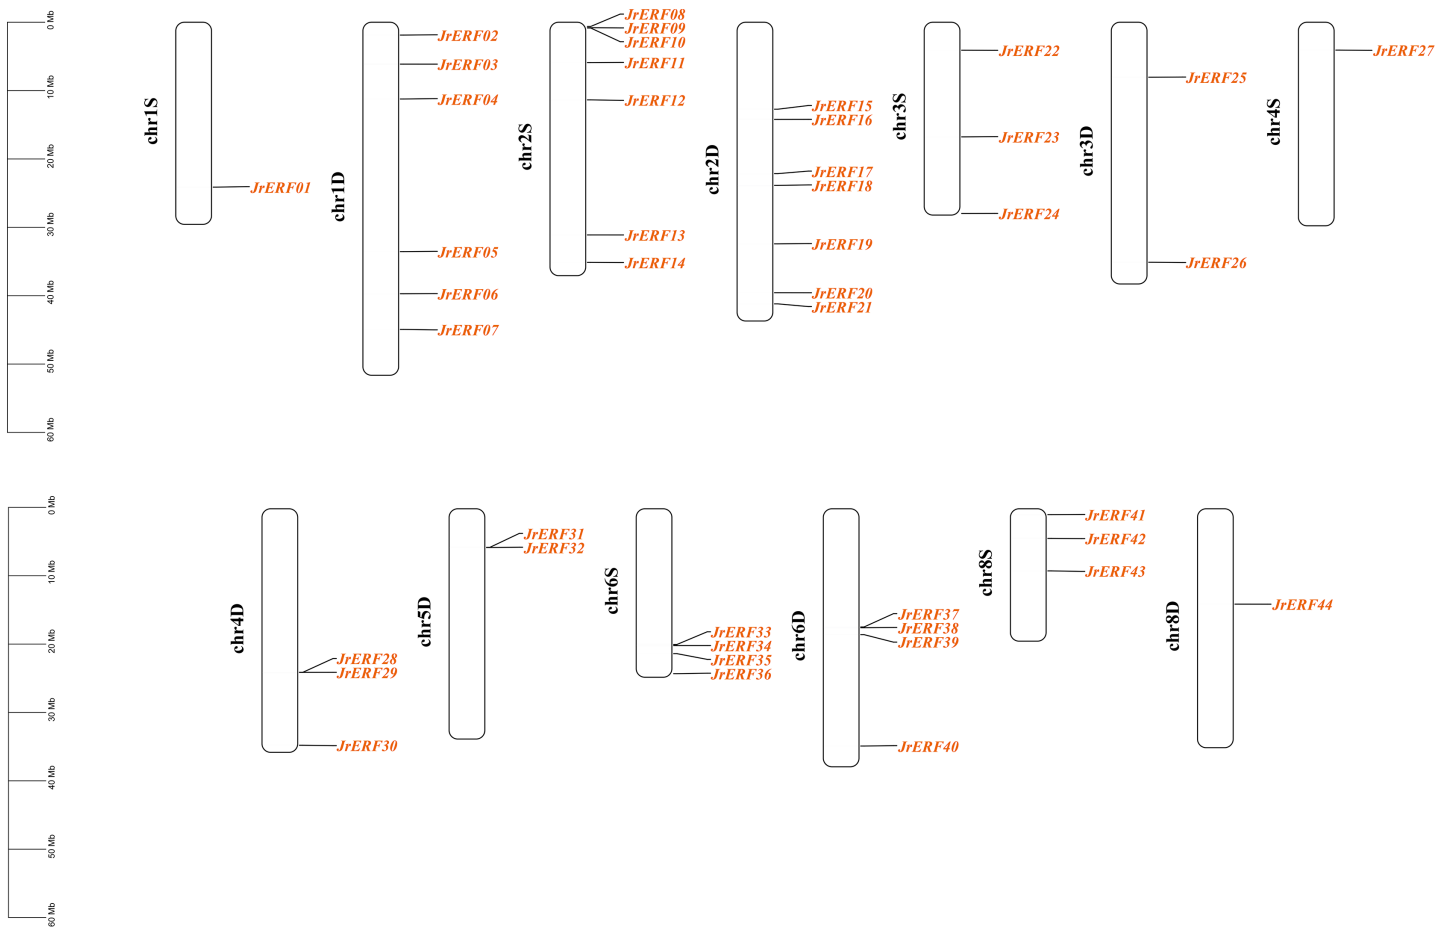 0 Mb
10 Mb
20 Mb
30 Mb
40 Mb
50 Mb
60 Mb
chr1S
JrERF01
chr1D
JrERF02
JrERF03
JrERF04
JrERF05
JrERF06
JrERF07
chr2S
JrERF08
JrERF09
JrERF10
JrERF11
JrERF12
JrERF13
JrERF14
chr2D
JrERF15
JrERF16
JrERF17
JrERF18
JrERF19
JrERF20
JrERF21
chr3S
JrERF22
JrERF23
JrERF24
chr3D
JrERF25
JrERF26
chr4S
JrERF27
0 Mb
10 Mb
20 Mb
30 Mb
40 Mb
50 Mb
60 Mb
chr4D
JrERF28
JrERF29
JrERF30
chr5D
JrERF31
JrERF32
chr6S
JrERF33
JrERF34
JrERF35
JrERF36
chr6D
JrERF37
JrERF38
JrERF39
JrERF40
chr8S
JrERF41
JrERF42
JrERF43
chr8D
JrERF44